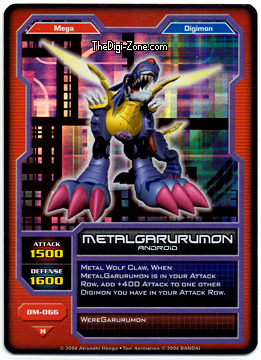 Mega
Digimon
TheDigi-Zone.com
METALGARURUMON
ANDROID
ATTACK
1500
DEFENSE
1600
Metal Wolf Claw. When
MetalGarurumon is in your Attack
Row, add +400 Attack to one other
Digimon you have in your Attack Row.
DM-066
H
WereGarurumon
© 2004 Akiyoshi Hongo • Toei Animation © 2004 BANDAI